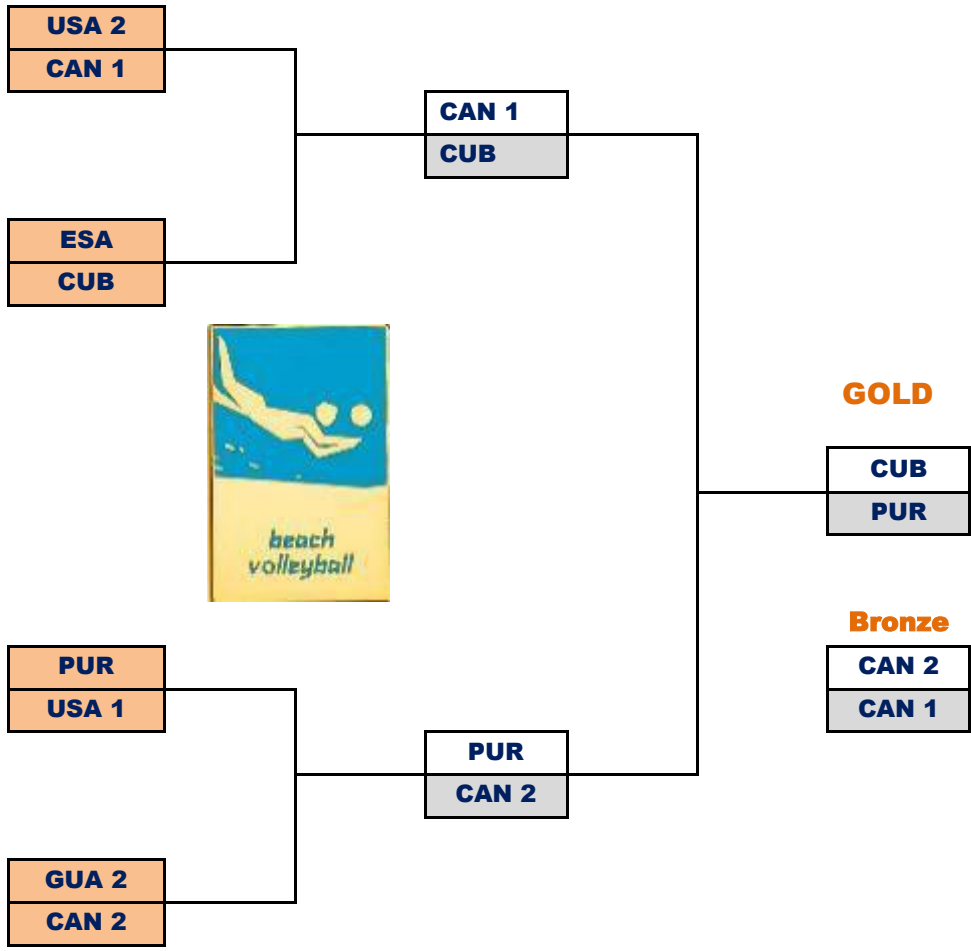 USA 2
CAN 1
CAN 1
CUB
ESA
CUB
beach
volleyball
GOLD
CUB
PUR
Bronze
CAN 2
CAN 1
PUR
USA 1
PUR
CAN 2
GUA 2
CAN 2